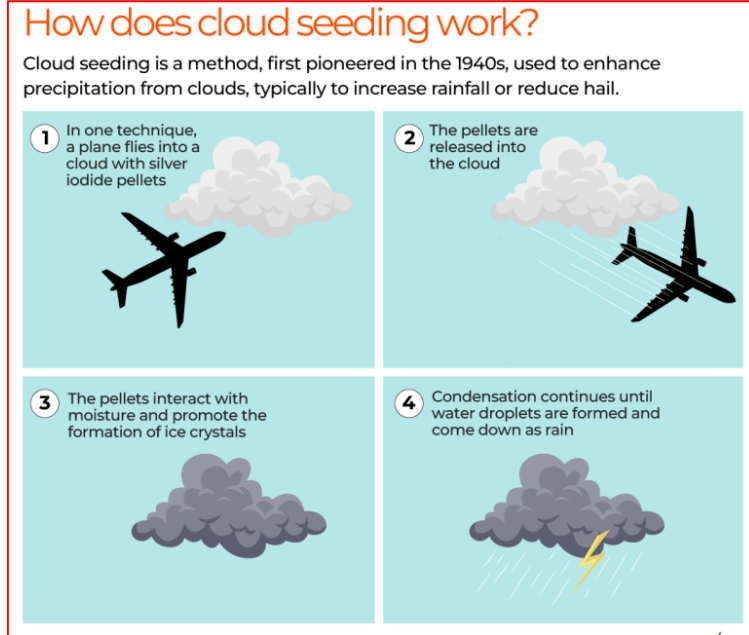 How does cloud seeding work?
Cloud seeding is a method, first pioneered in the 1940s, used to enhance
precipitation from clouds, typically to increase rainfall or reduce hail.
1
In one technique,
a plane flies into a
cloud with silver
iodide pellets
2
The pellets are
released into
the cloud
3
The pellets interact with
moisture and promote the
formation of ice crystals
4
Condensation continues until
water droplets are formed and
come down as rain